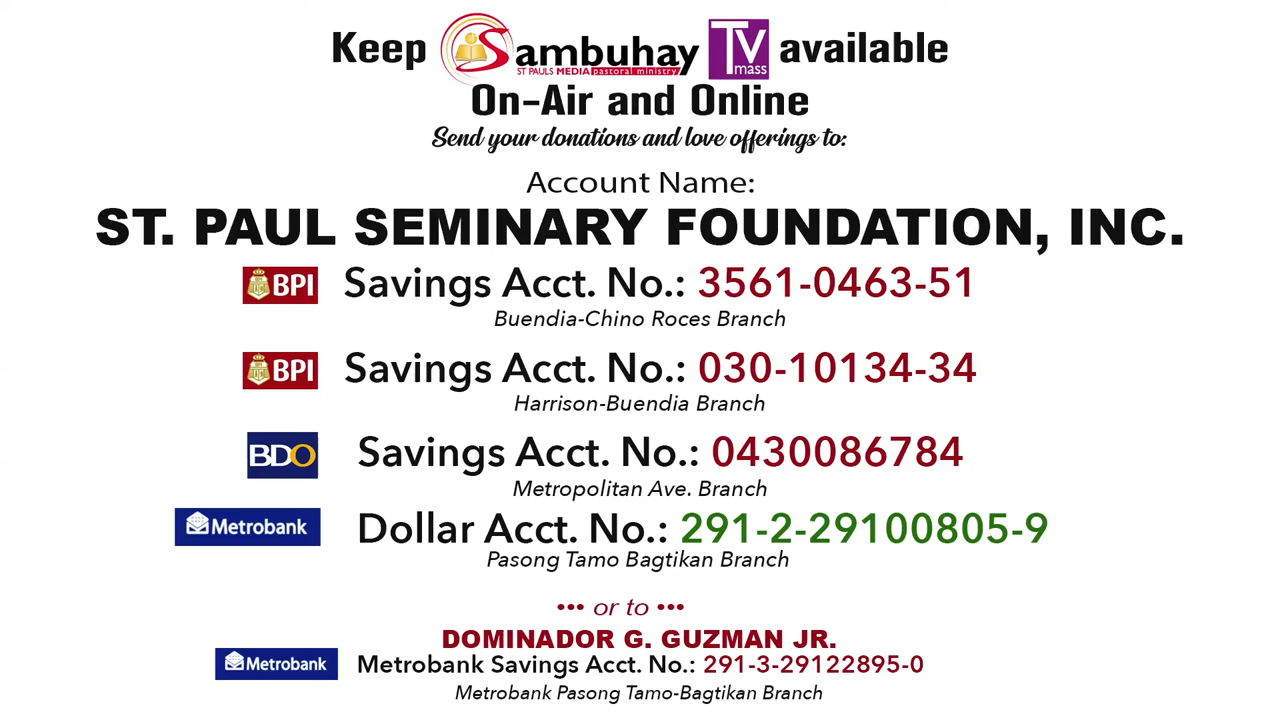 Keep Sambuhay TV mass available
ST PAULS MEDIA pastoral ministry
On-Air and Online
Send your donations and love offerings to:
Account Name:
ST. PAUL SEMINARY FOUNDATION, INC.
BPI Savings Acct. No.: 3561-0463-51
Buendia-Chino Roces Branch
BPI Savings Acct. No.: 030-10134-34
Harrison-Buendia Branch
BDO Savings Acct. No.: 0430086784
Metropolitan Ave. Branch
Metrobank Dollar Acct. No.: 291-2-29100805-9
Pasong Tamo Bagtikan Branch
••• or to •••
DOMINADOR G. GUZMAN JR.
Metrobank Metrobank Savings Acct. No.: 291-3-29122895-0
Metrobank Pasong Tamo-Bagtikan Branch